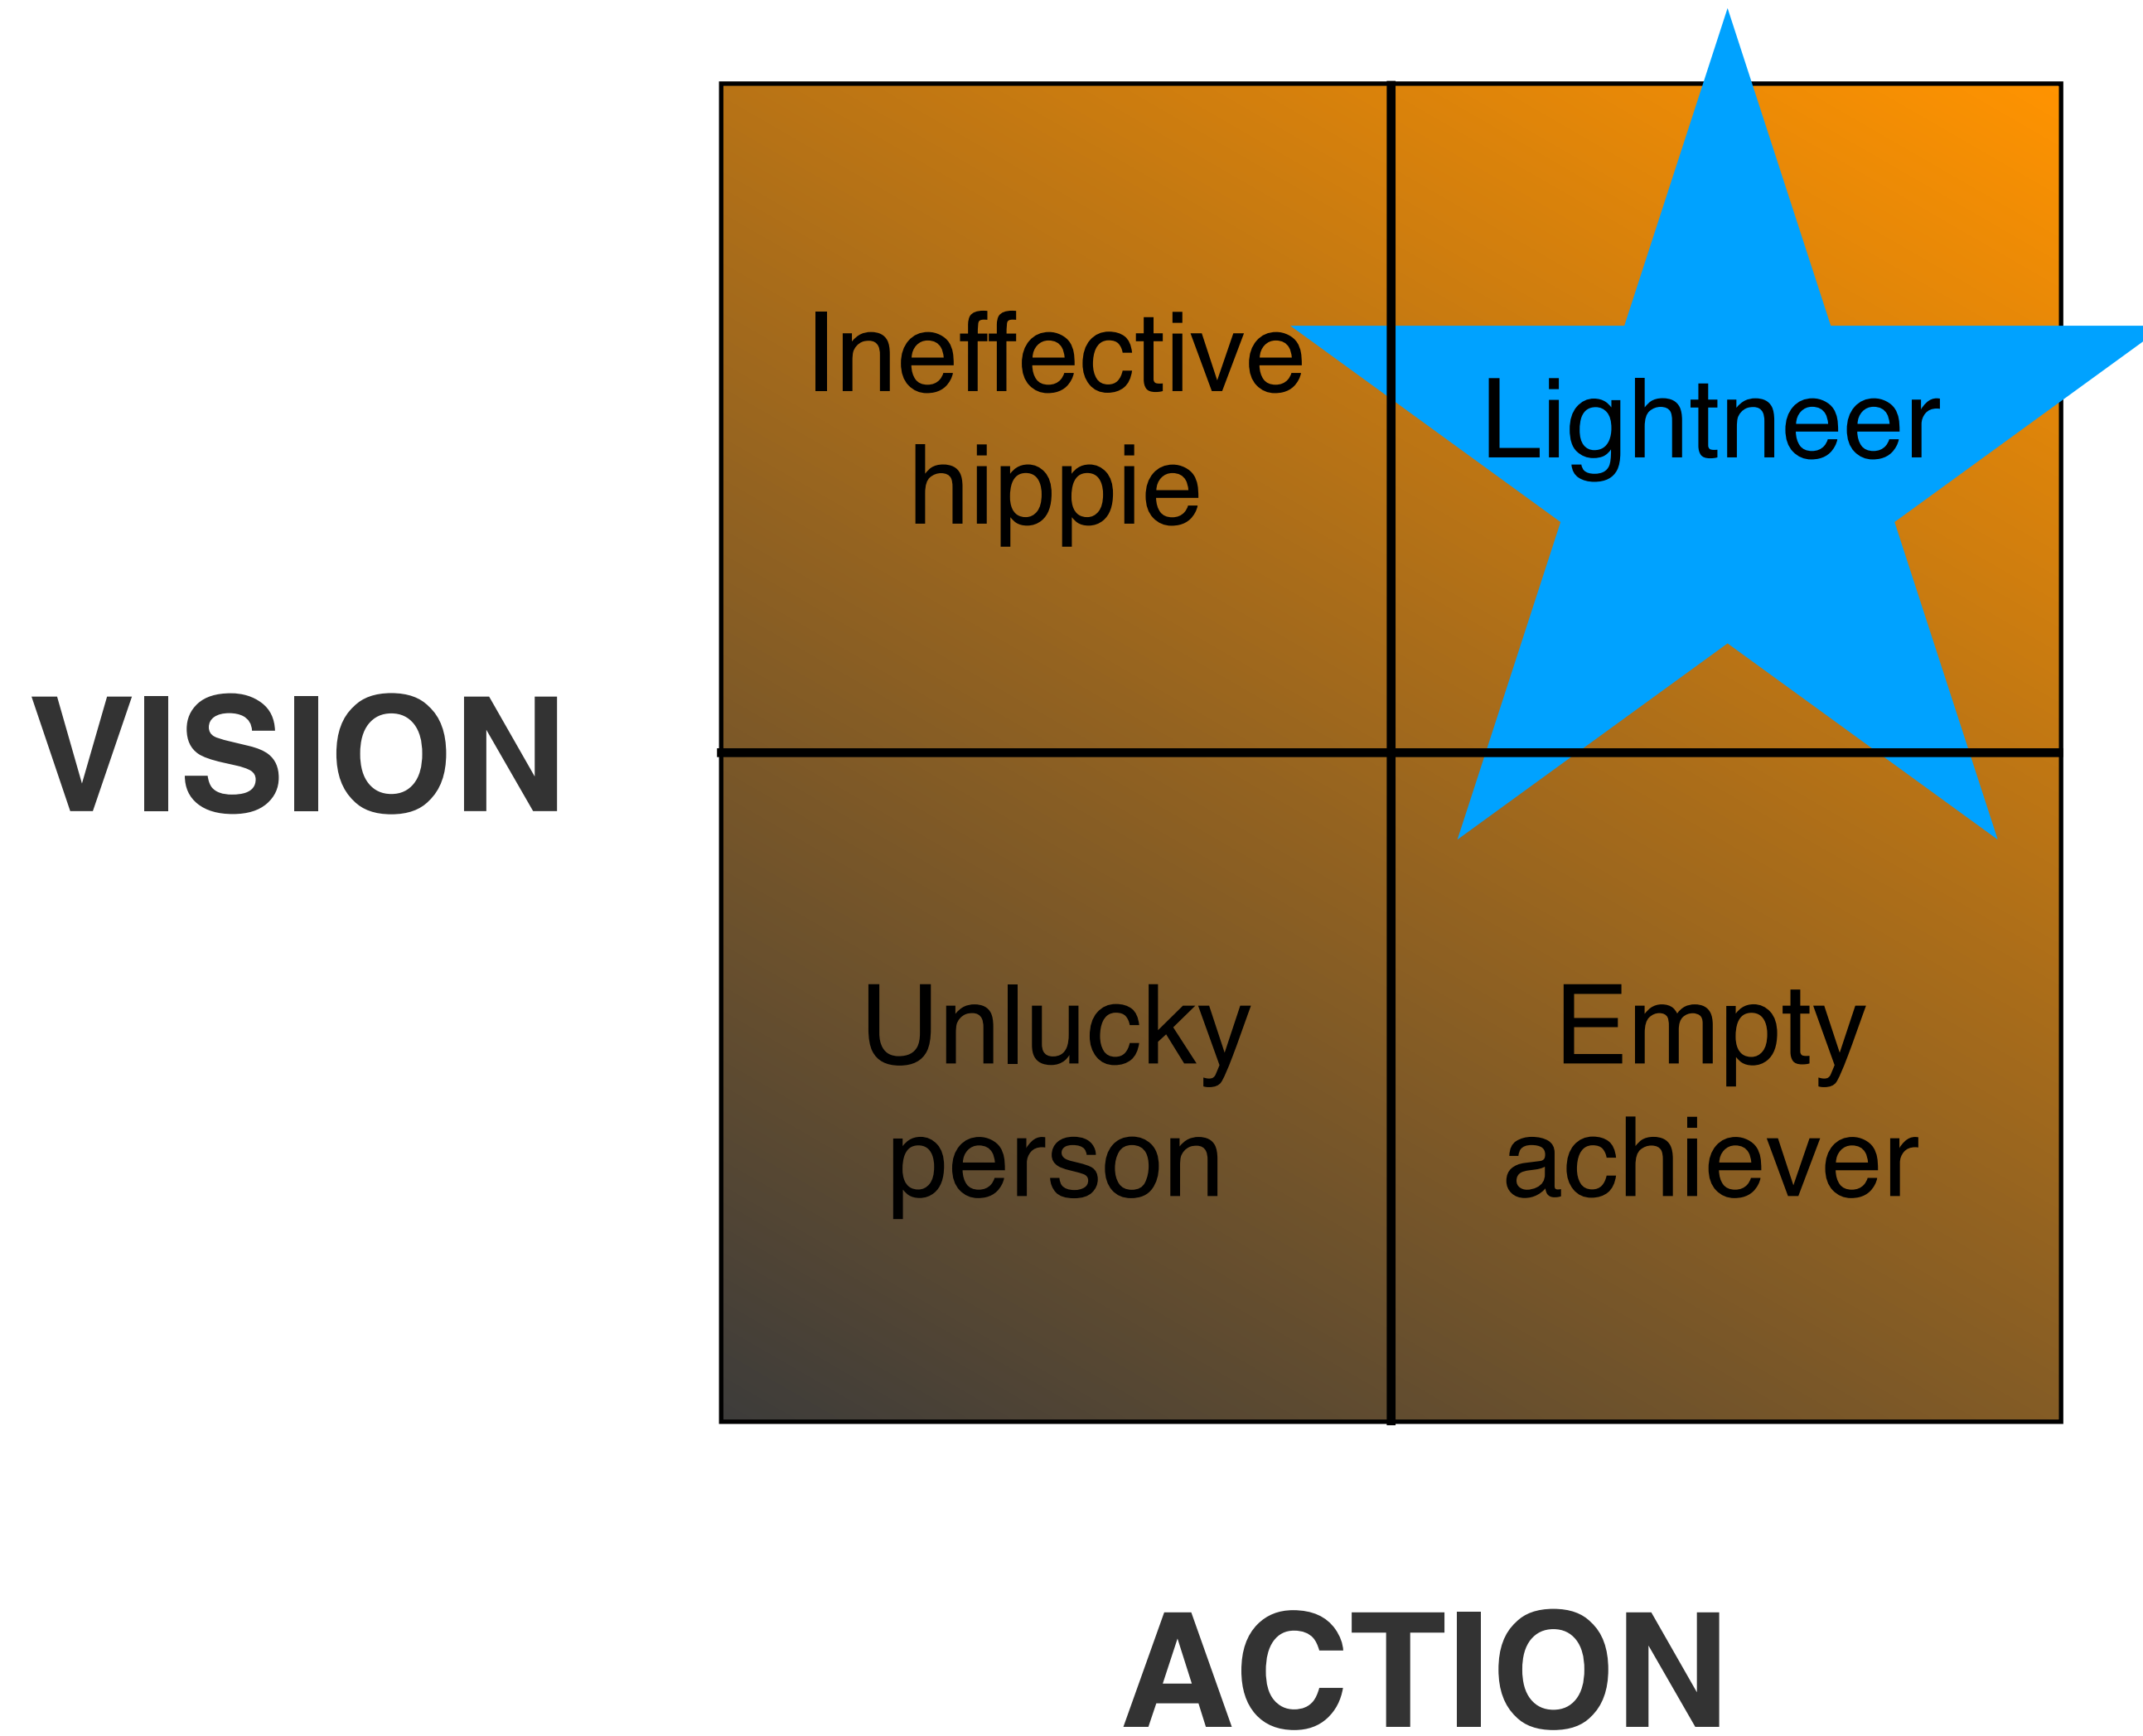 Ineffective
hippie
Lightneer
VISION
Unlucky
person
Empty
achiever
ACTION